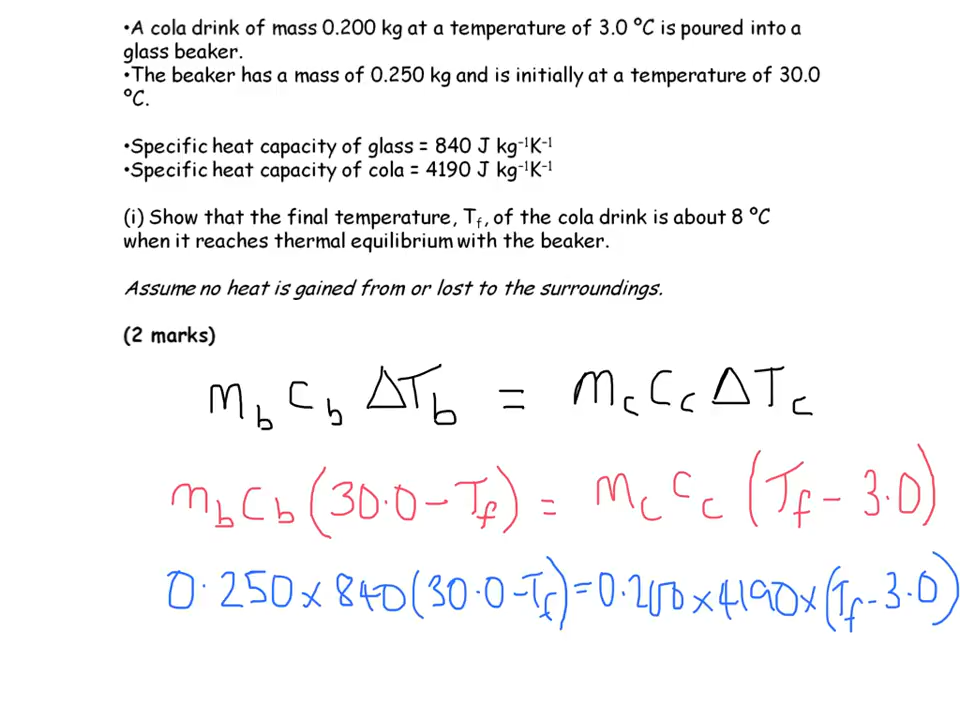 •A cola drink of mass 0.200 kg at a temperature of 3.0 ºC is poured into a
glass beaker.
•The beaker has a mass of 0.250 kg and is initially at a temperature of 30.0
ºC.
•Specific heat capacity of glass = 840 J kg⁻¹K⁻¹
•Specific heat capacity of cola = 4190 J kg⁻¹K⁻¹
(i) Show that the final temperature, T_f, of the cola drink is about 8 ºC
when it reaches thermal equilibrium with the beaker.
Assume no heat is gained from or lost to the surroundings.
(2 marks)
m_b c_b ΔT_b = m_c c_c ΔT_c
m_b c_b (30.0 - T_f) = m_c c_c (T_f - 3.0)
0.250 × 840 (30.0 - T_f) = 0.200 × 4190 × (T_f - 3.0)